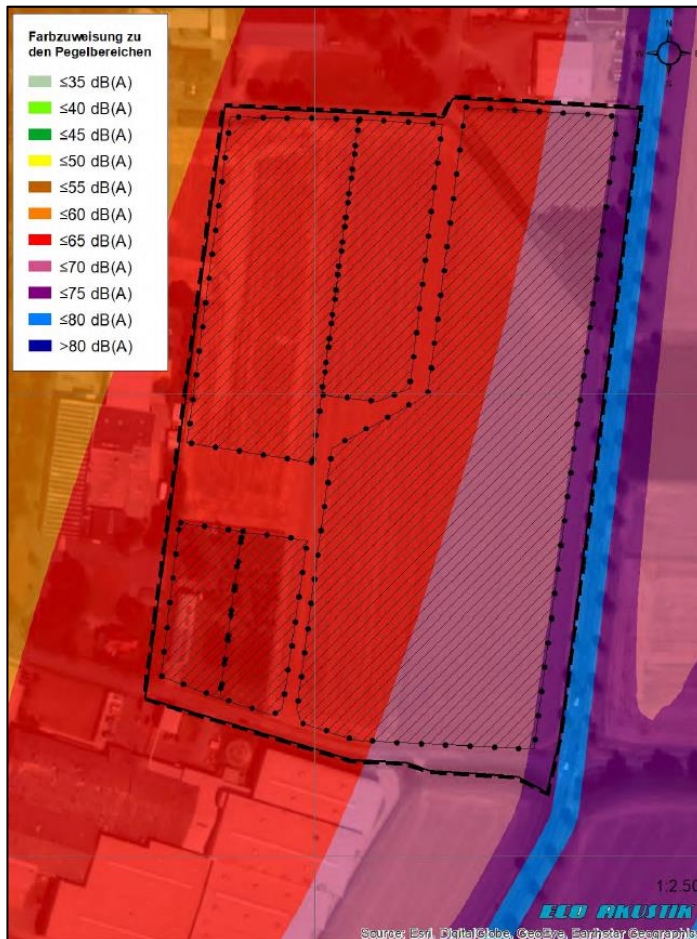 Farbzuweisung zu
den Pegelbereichen
≤35 dB(A)
≤40 dB(A)
≤45 dB(A)
≤50 dB(A)
≤55 dB(A)
≤60 dB(A)
≤65 dB(A)
≤70 dB(A)
≤75 dB(A)
≤80 dB(A)
>80 dB(A)
N
W
S
1:2.50
ECO AKUSTIK
Source: Esri, DigitalGlobe, GeoEye, Earthstar Geographic